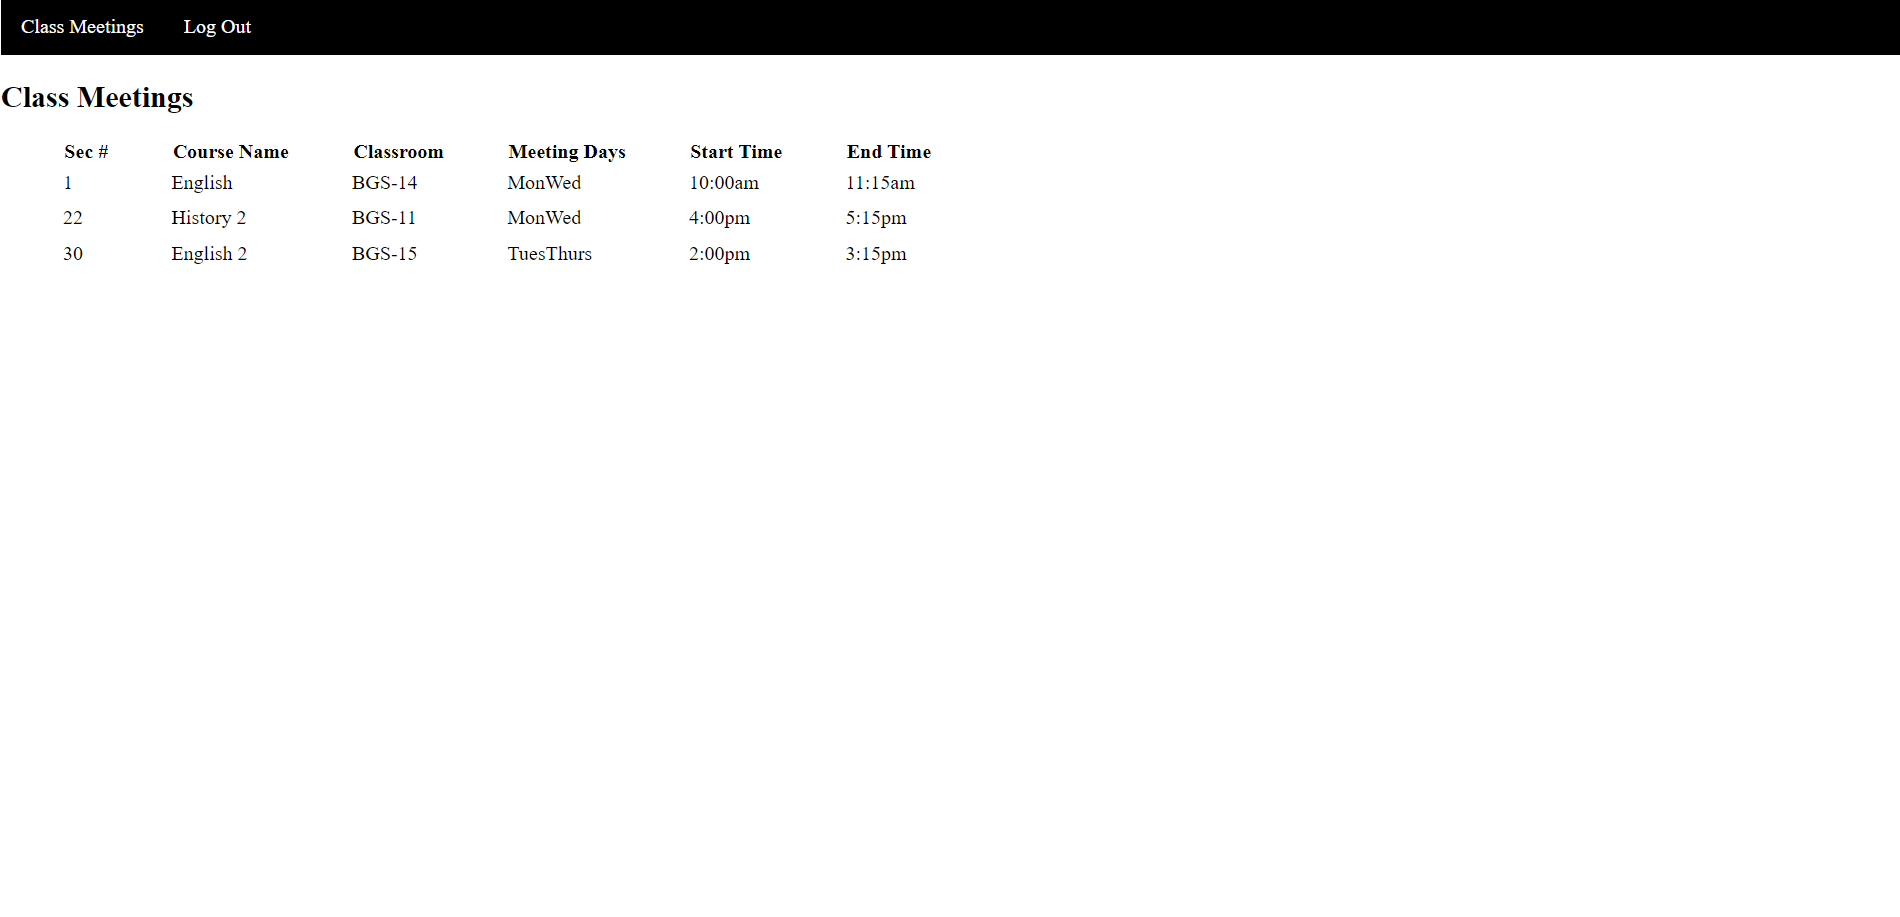 Class Meetings Log Out
Class Meetings
Sec # Course Name Classroom Meeting Days Start Time End Time
1 English BGS-14 MonWed 10:00am 11:15am
22 History 2 BGS-11 MonWed 4:00pm 5:15pm
30 English 2 BGS-15 TuesThurs 2:00pm 3:15pm